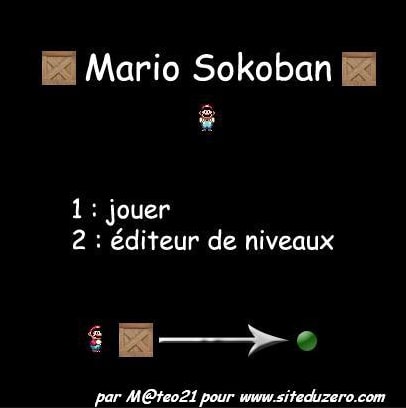 Mario Sokoban
1 : jouer
2 : éditeur de niveaux
par M@teo21 pour www.siteduzero.com